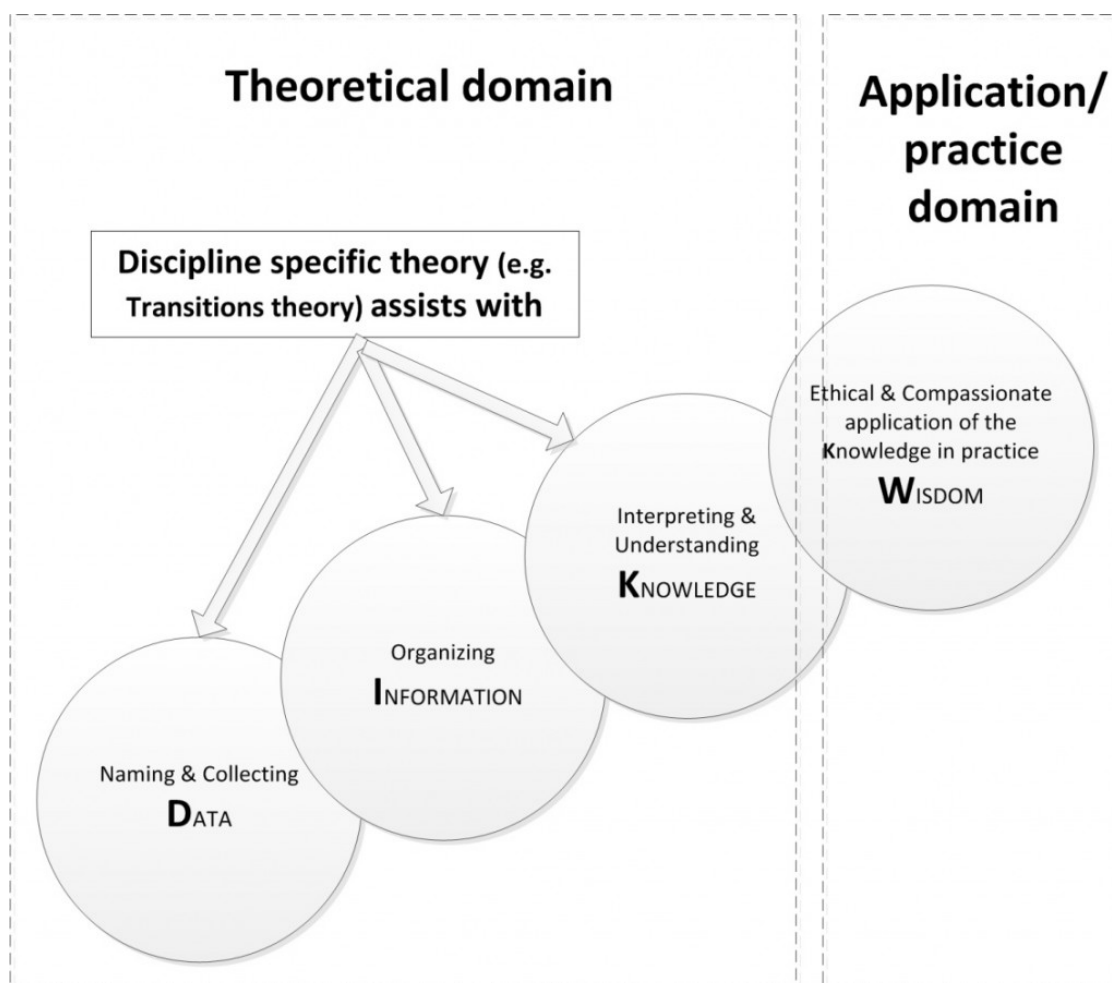 Theoretical domain
Application/
practice
domain
Discipline specific theory (e.g.
Transitions theory) assists with
Ethical & Compassionate
application of the
Knowledge in practice
WISDOM
Interpreting &
Understanding
KNOWLEDGE
Organizing
INFORMATION
Naming & Collecting
DATA